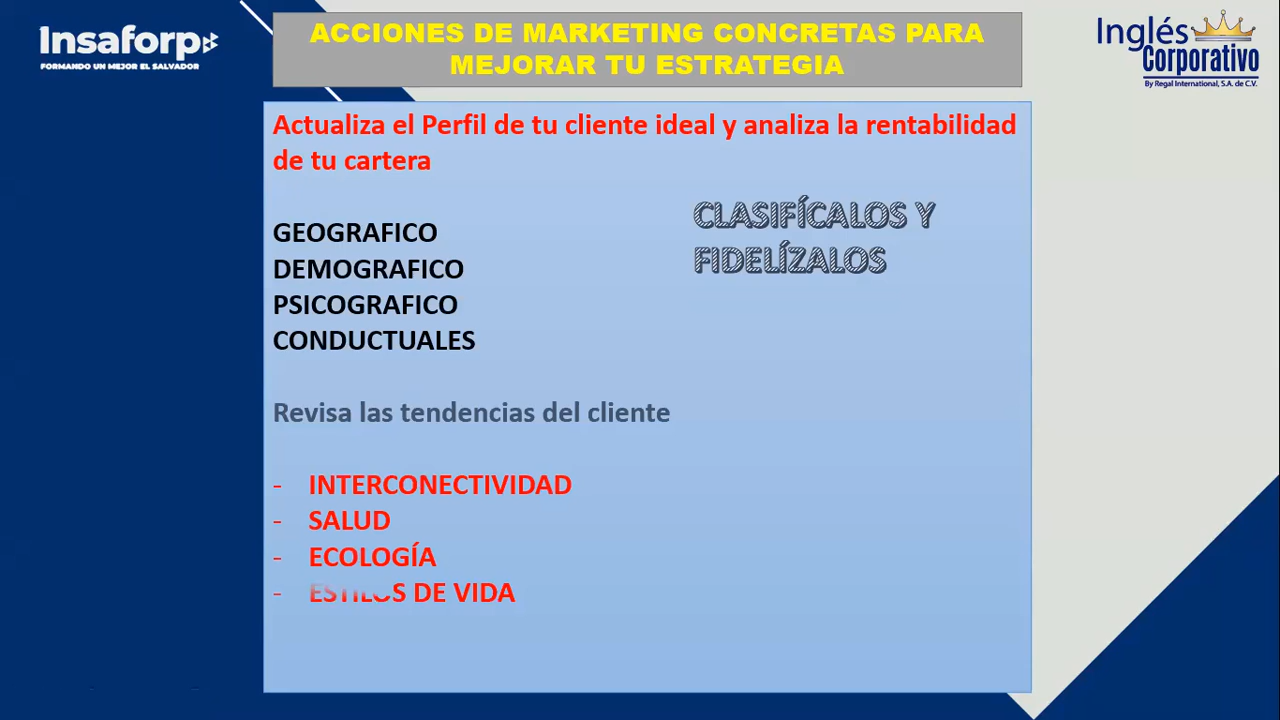 Insaforp
FORMANDO UN MEJOR EL SALVADOR
ACCIONES DE MARKETING CONCRETAS PARA
MEJORAR TU ESTRATEGIA
Inglés
Corporativo
By Regal International, S.A. de C.V.
Actualiza el Perfil de tu cliente ideal y analiza la rentabilidad
de tu cartera
CLASIFÍCALOS Y
FIDELÍZALOS
GEOGRAFICO
DEMOGRAFICO
PSICOGRAFICO
CONDUCTUALES
Revisa las tendencias del cliente
- INTERCONECTIVIDAD
- SALUD
- ECOLOGÍA
- ESTILOS DE VIDA